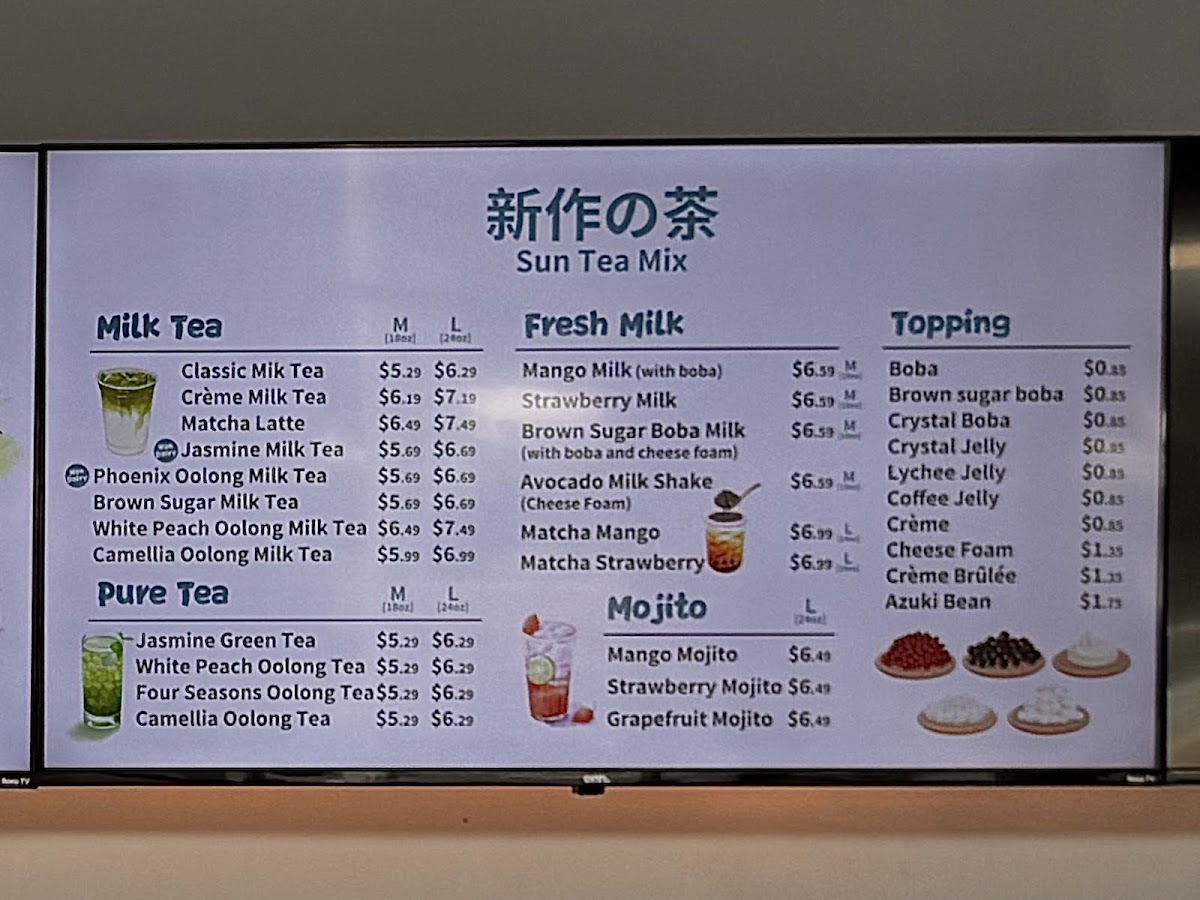 新作の茶
Sun Tea Mix
Milk Tea M L
[18oz] [24oz]
Classic Mik Tea $5.29 $6.29
Crème Milk Tea $6.19 $7.19
Matcha Latte $6.49 $7.49
Jasmine Milk Tea $5.69 $6.69
Phoenix Oolong Milk Tea $5.69 $6.69
Brown Sugar Milk Tea $5.69 $6.69
White Peach Oolong Milk Tea $6.49 $7.49
Camellia Oolong Milk Tea $5.99 $6.99
Pure Tea M L
[18oz] [24oz]
Jasmine Green Tea $5.29 $6.29
White Peach Oolong Tea $5.29 $6.29
Four Seasons Oolong Tea $5.29 $6.29
Camellia Oolong Tea $5.29 $6.29
Fresh Milk
Mango Milk (with boba) $6.59 M
Strawberry Milk $6.59 M
Brown Sugar Boba Milk $6.59 M
(with boba and cheese foam)
Avocado Milk Shake $6.59 M
(Cheese Foam)
Matcha Mango $6.99 L
Matcha Strawberry $6.99 L
Mojito L
[24oz]
Mango Mojito $6.49
Strawberry Mojito $6.49
Grapefruit Mojito $6.49
Topping
Boba $0.85
Brown sugar boba $0.85
Crystal Boba $0.85
Crystal Jelly $0.85
Lychee Jelly $0.85
Coffee Jelly $0.85
Crème $0.85
Cheese Foam $1.35
Crème Brûlée $1.35
Azuki Bean $1.75
Roku TV
Roku TV